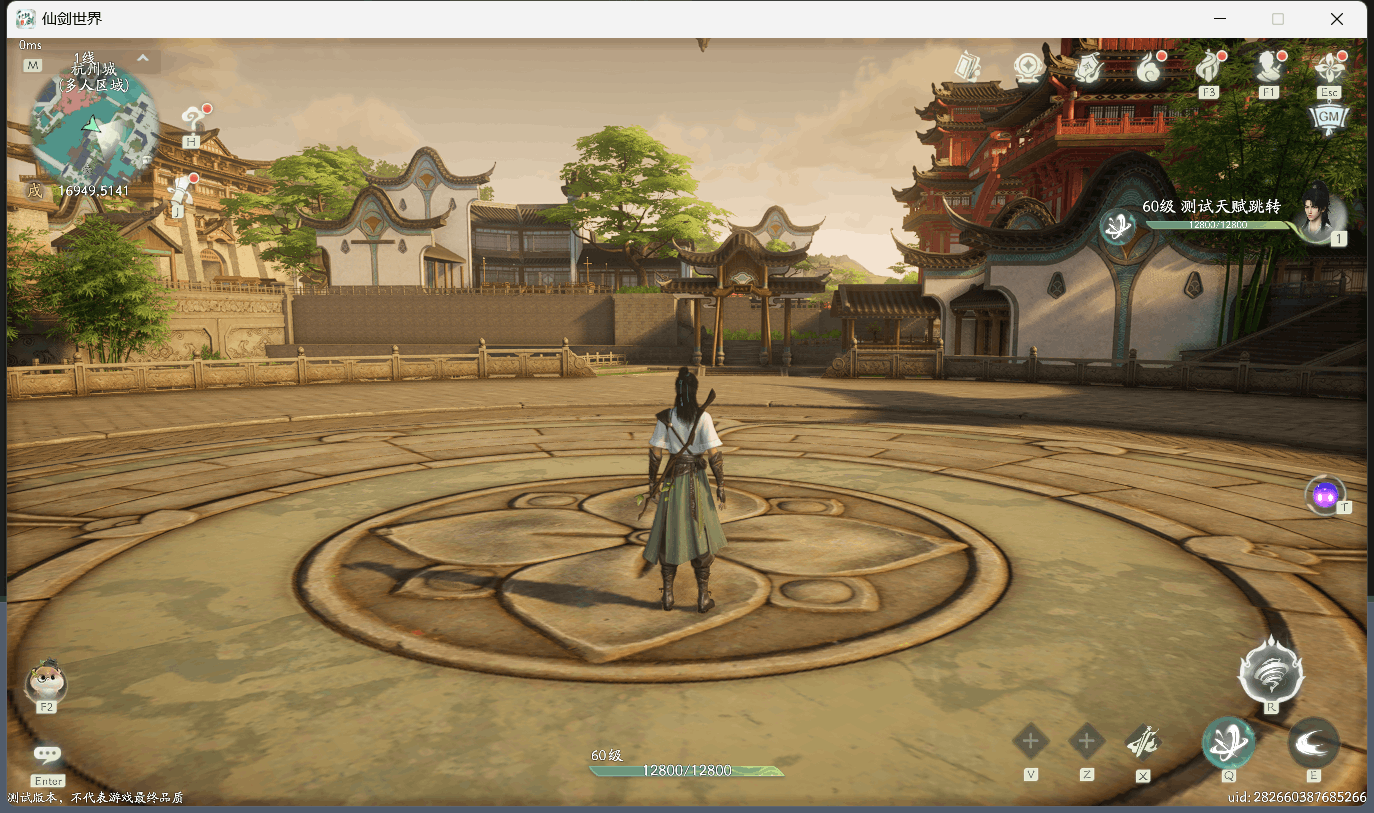 仙剑世界
0ms
M
1线
杭州城
(多人区域)
H
戌
16949,5141
J
F3
F1
Esc
GM
60级 测试天赋跳转
12800/12800
1
T
R
F2
Enter
60级
12800/12800
V
Z
X
Q
E
测试版本，不代表游戏最终品质
uid: 282660387685266